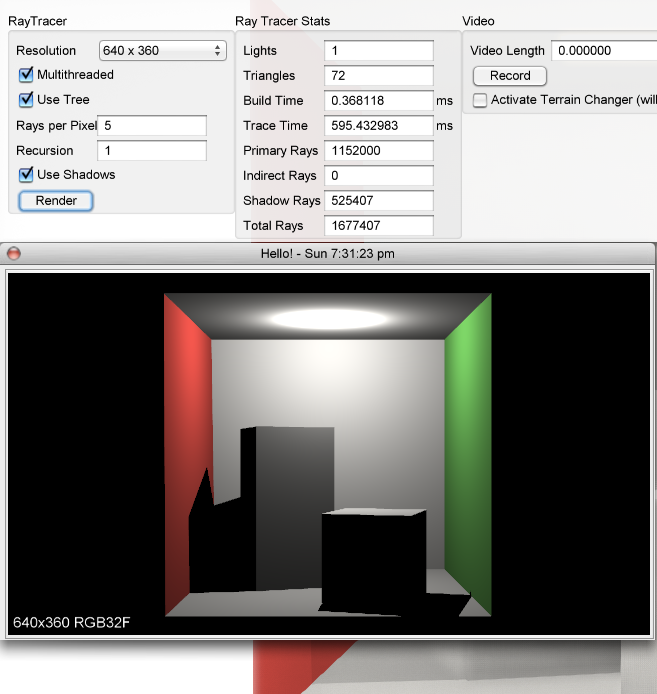 RayTracer
Resolution 640 x 360
Multithreaded
Use Tree
Rays per Pixel 5
Recursion 1
Use Shadows
Render
Ray Tracer Stats
Lights 1
Triangles 72
Build Time 0.368118 ms
Trace Time 595.432983 ms
Primary Rays 1152000
Indirect Rays 0
Shadow Rays 525407
Total Rays 1677407
Video
Video Length 0.000000
Record
Activate Terrain Changer (will
Hello! - Sun 7:31:23 pm
640x360 RGB32F